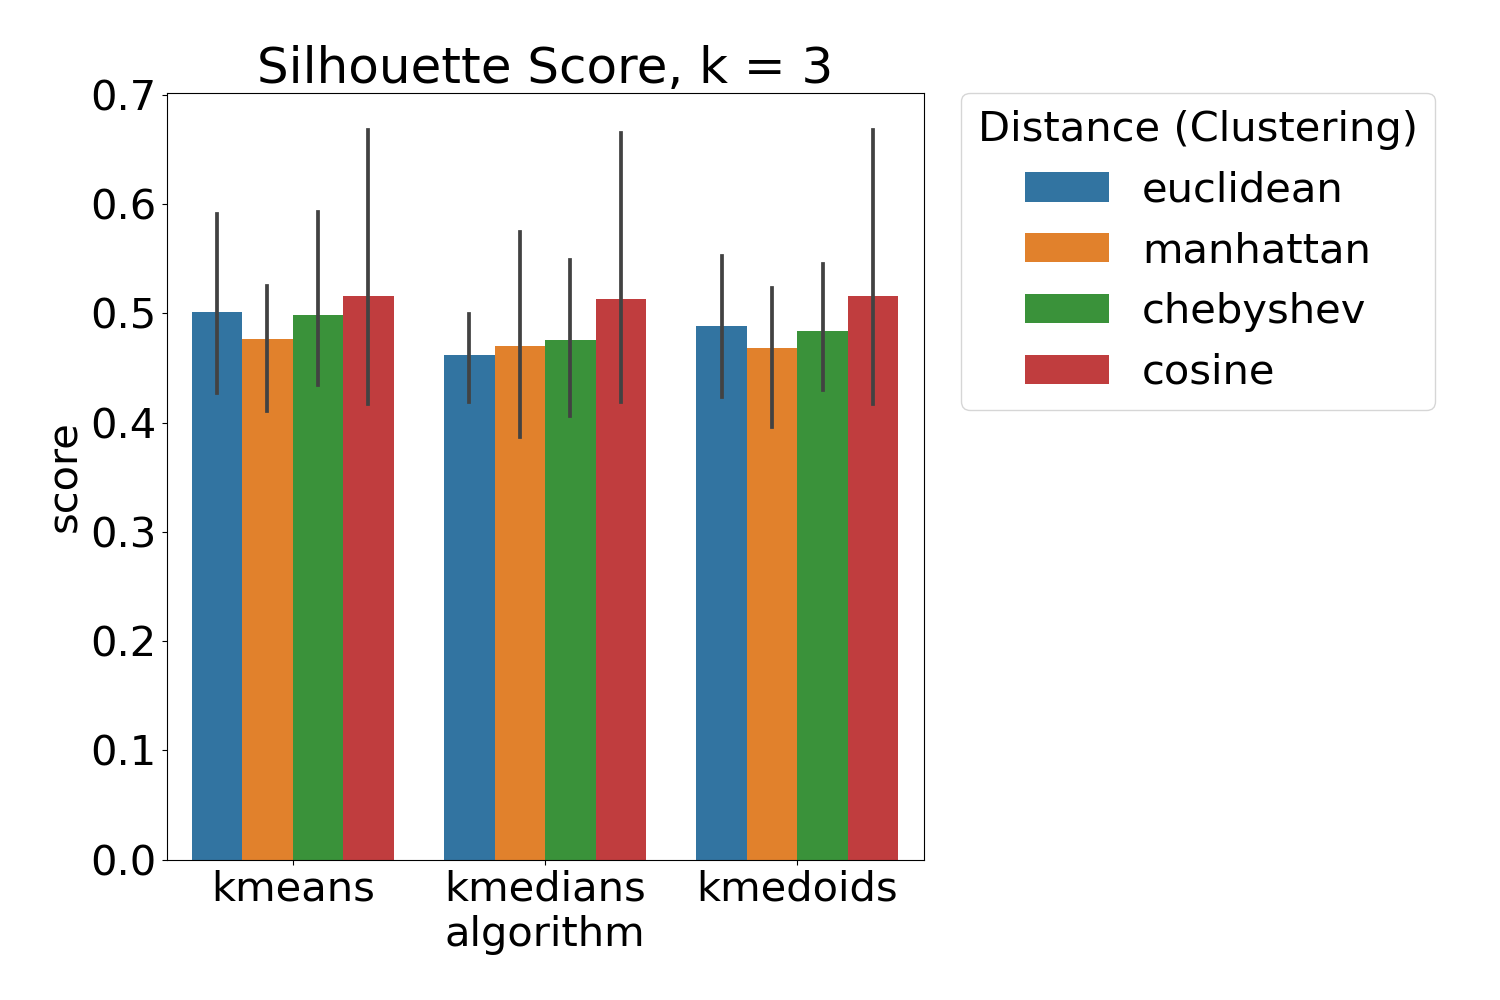 Silhouette Score, k = 3
0.7
0.6
0.5
0.4
0.3
0.2
0.1
0.0
score
kmeans
kmedians
kmedoids
algorithm
Distance (Clustering)
euclidean
manhattan
chebyshev
cosine